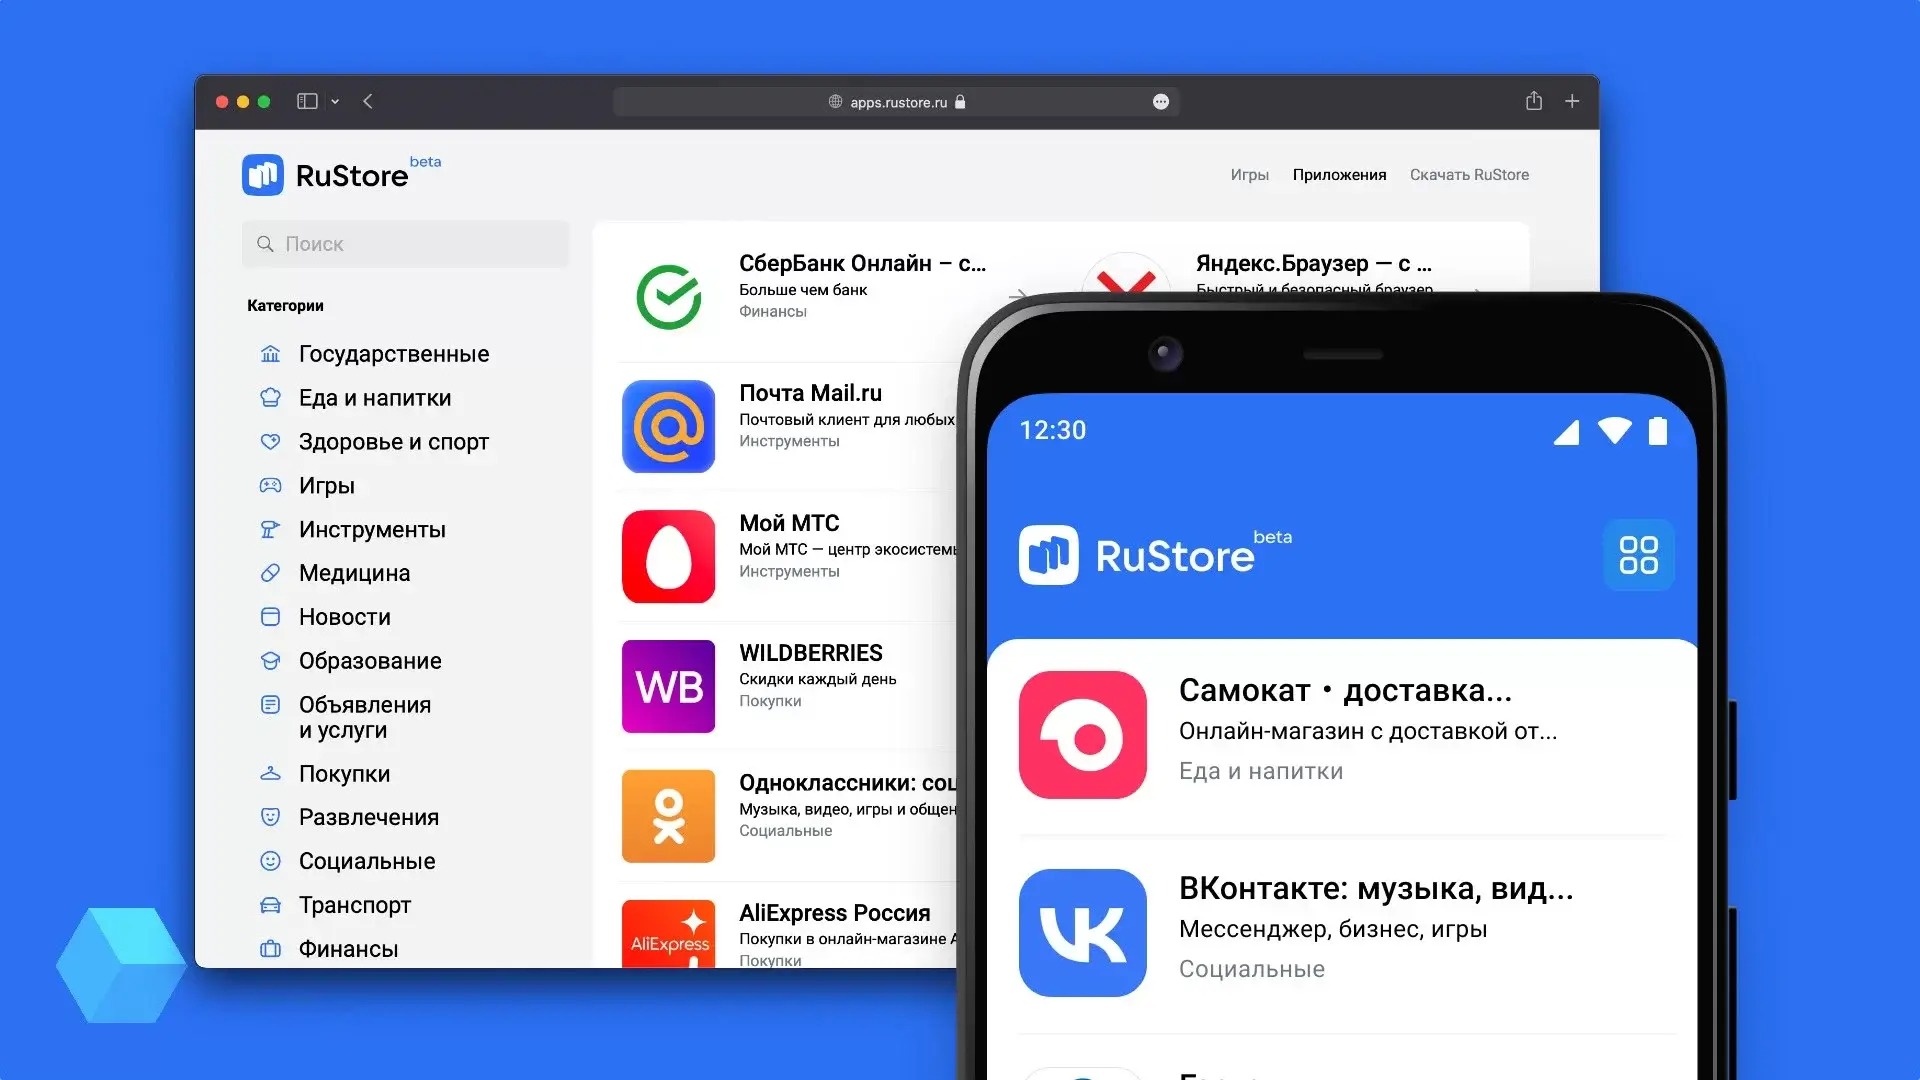 apps.rustore.ru
RuStore beta
Игры Приложения Скачать RuStore
Поиск
Категории
Государственные
Еда и напитки
Здоровье и спорт
Игры
Инструменты
Медицина
Новости
Образование
Объявления
и услуги
Покупки
Развлечения
Социальные
Транспорт
Финансы
СберБанк Онлайн – с...
Больше чем банк
Финансы
Яндекс.Браузер — с ...
Быстрый и безопасный браузер
Почта Mail.ru
Почтовый клиент для любых
Инструменты
Мой МТС
Мой МТС — центр экосистемы
Инструменты
WB
WILDBERRIES
Скидки каждый день
Покупки
Одноклассники: соц
Музыка, видео, игры и общен
Социальные
AliExpress
AliExpress Россия
Покупки в онлайн-магазине A
Покупки
12:30
RuStore beta
Самокат • доставка...
Онлайн-магазин с доставкой от...
Еда и напитки
ВКонтакте: музыка, вид...
Мессенджер, бизнес, игры
Социальные